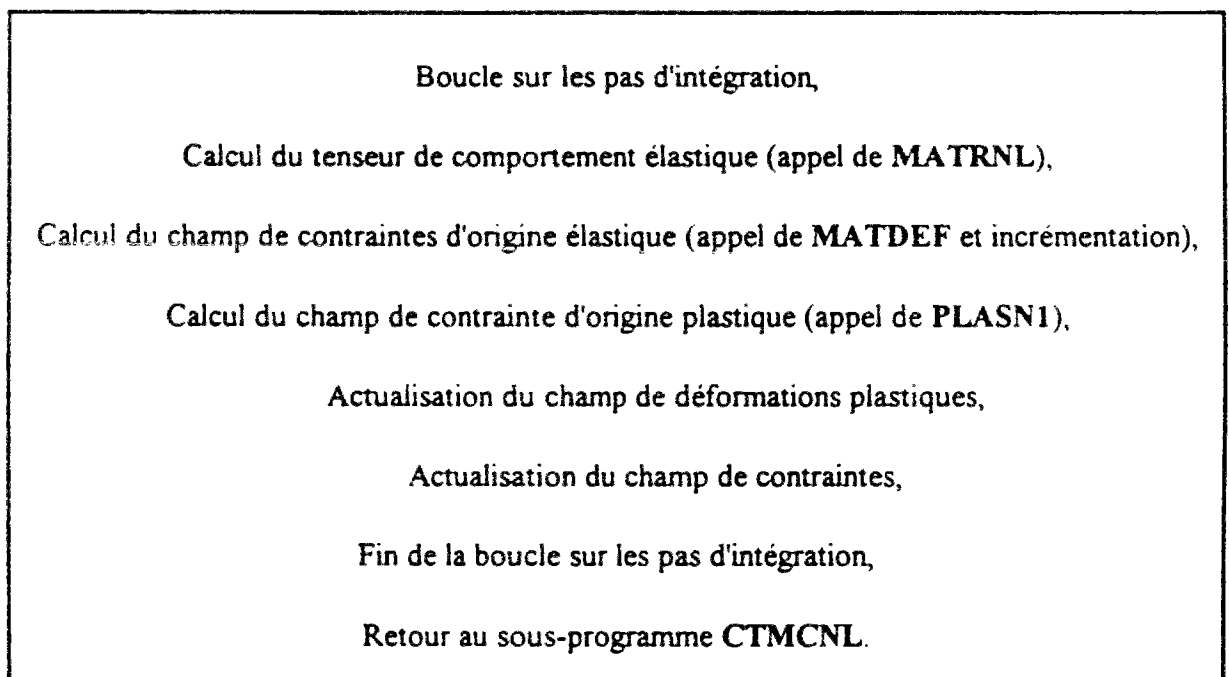 Boucle sur les pas d'intégration,
Calcul du tenseur de comportement élastique (appel de MATRNL),
Calcul du champ de contraintes d'origine élastique (appel de MATDEF et incrémentation),
Calcul du champ de contrainte d'origine plastique (appel de PLASN1),
Actualisation du champ de déformations plastiques,
Actualisation du champ de contraintes,
Fin de la boucle sur les pas d'intégration,
Retour au sous-programme CTMCNL.